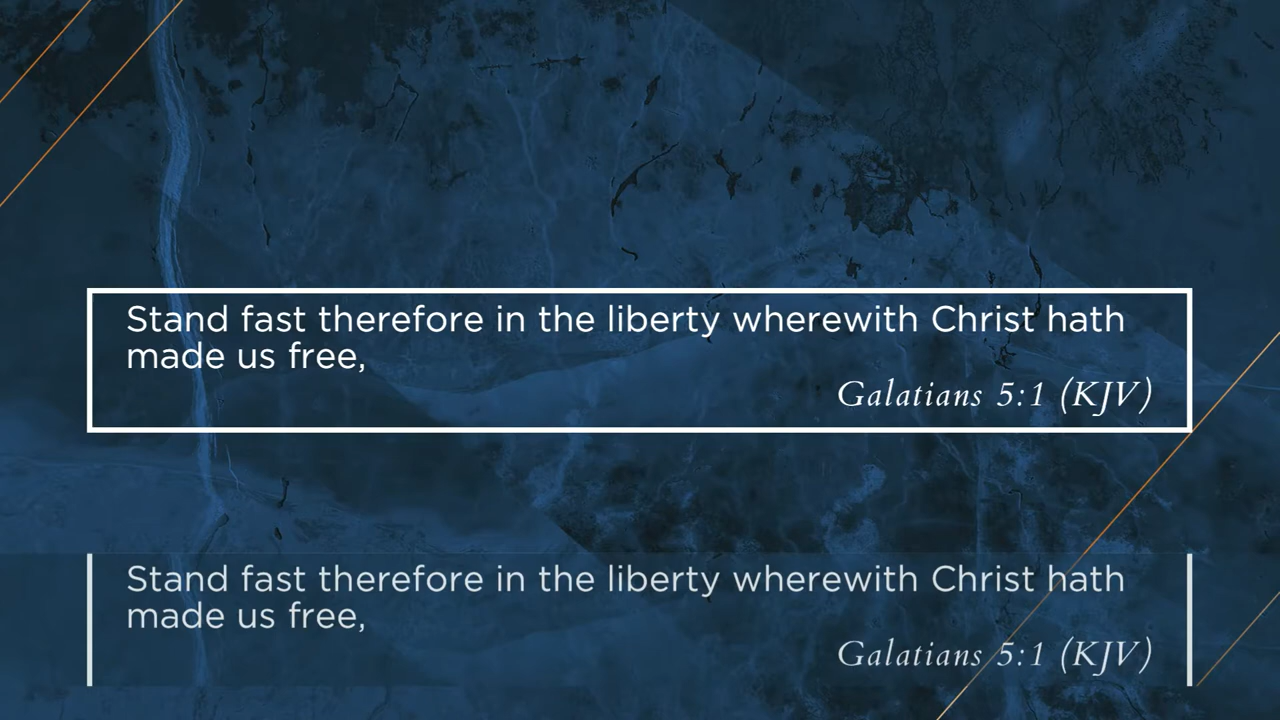 Stand fast therefore in the liberty wherewith Christ hath
made us free,
Galatians 5:1 (KJV)
Stand fast therefore in the liberty wherewith Christ hath
made us free,
Galatians 5:1 (KJV)